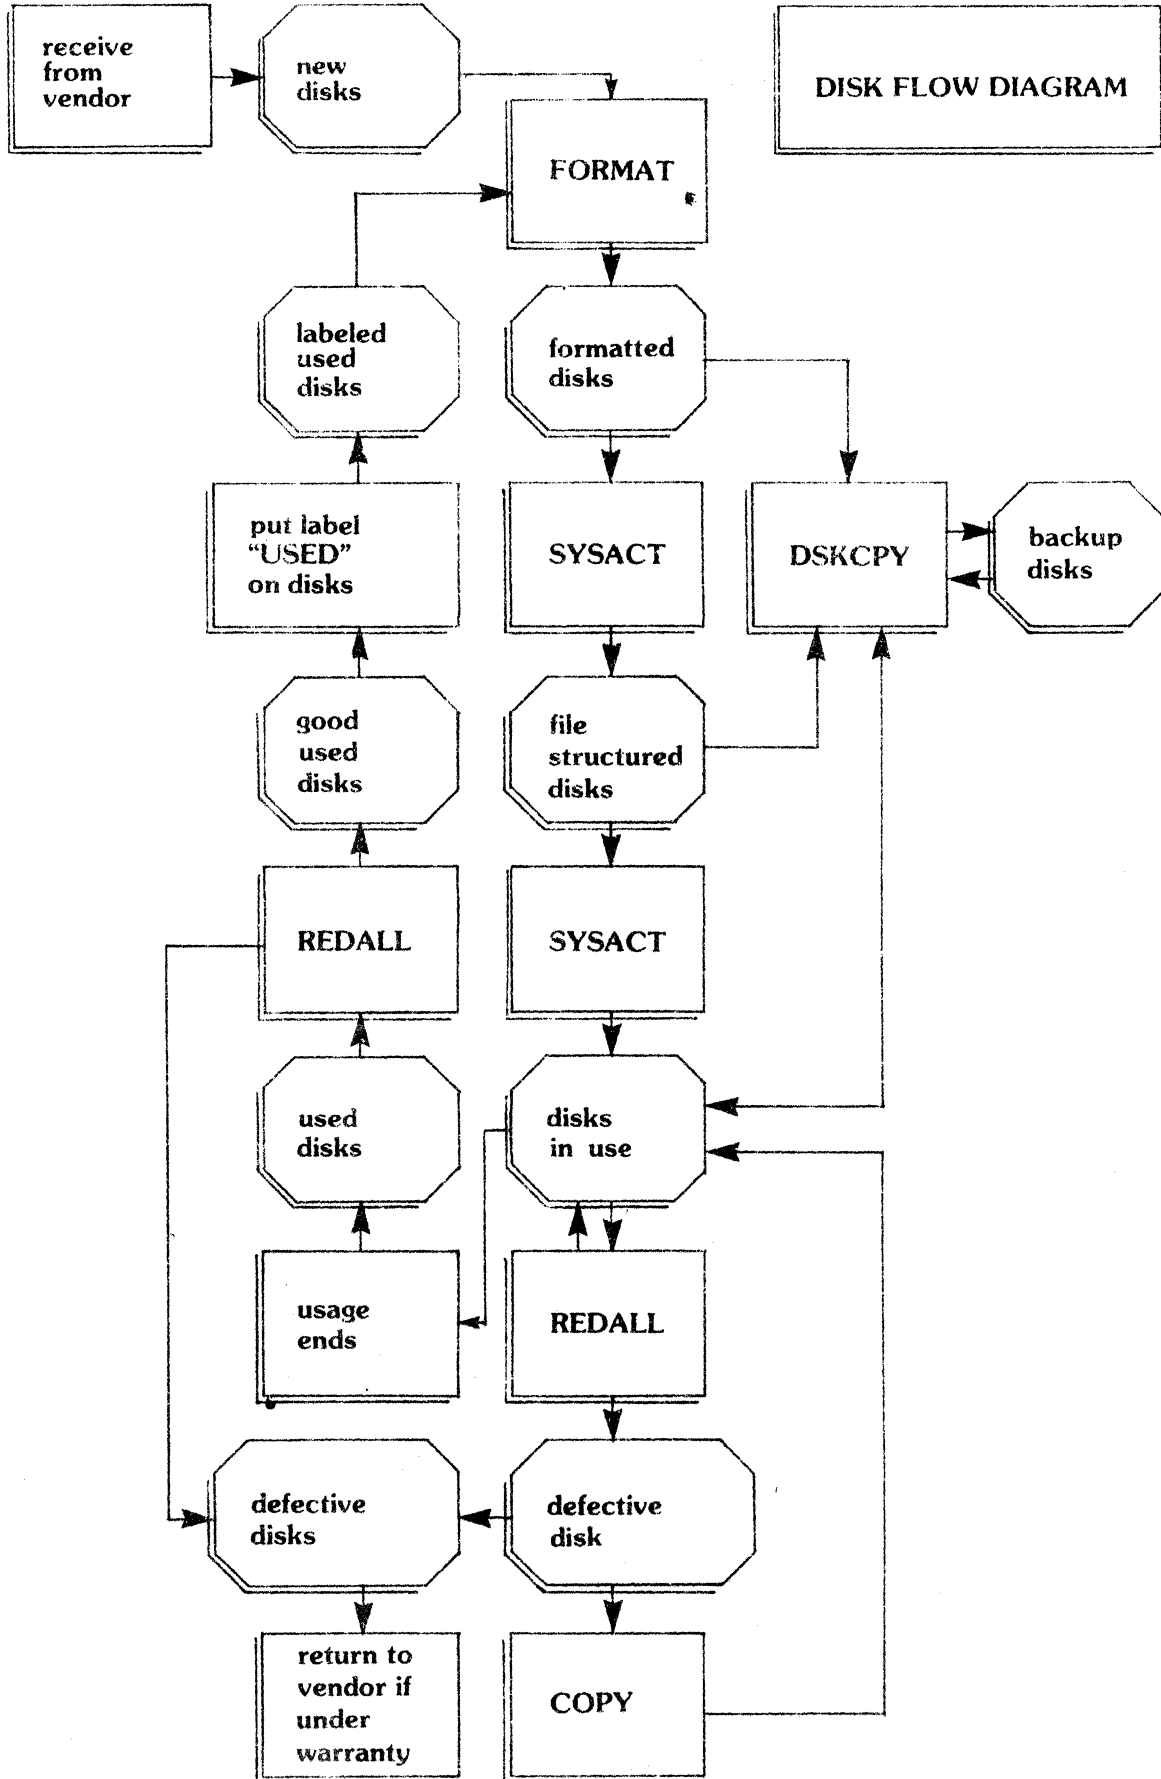 receive
from
vendor
new
disks
DISK FLOW DIAGRAM
FORMAT
labeled
used
disks
formatted
disks
put label
“USED”
on disks
SYSACT
DSKCPY
backup
disks
good
used
disks
file
structured
disks
REDALL
SYSACT
used
disks
disks
in use
usage
ends
REDALL
defective
disks
defective
disk
return to
vendor if
under
warranty
COPY